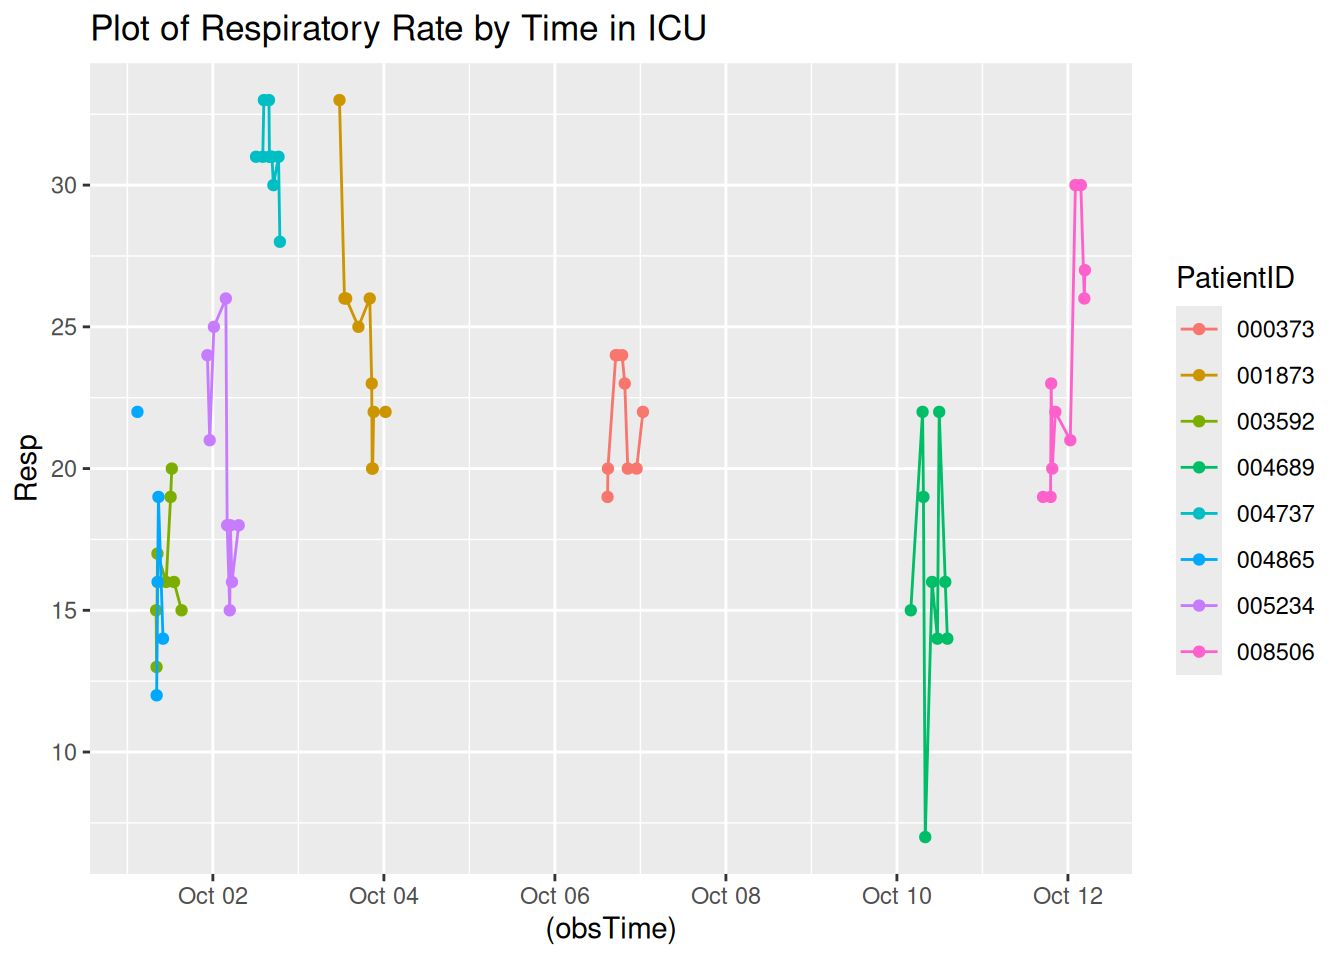 Plot of Respiratory Rate by Time in ICU
30
25
20
15
10
Resp
Oct 02
Oct 04
Oct 06
Oct 08
Oct 10
Oct 12
(obsTime)
PatientID
000373
001873
003592
004689
004737
004865
005234
008506